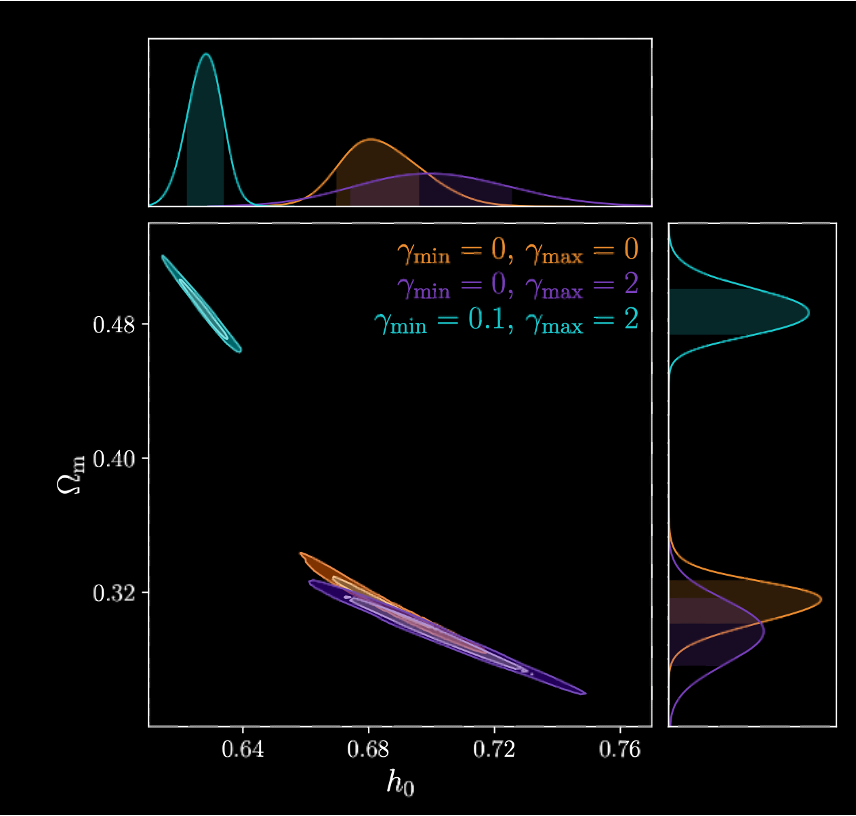 γmin = 0, γmax = 0
γmin = 0, γmax = 2
γmin = 0.1, γmax = 2
0.48
0.40
0.32
Ωm
0.64 0.68 0.72 0.76
h0